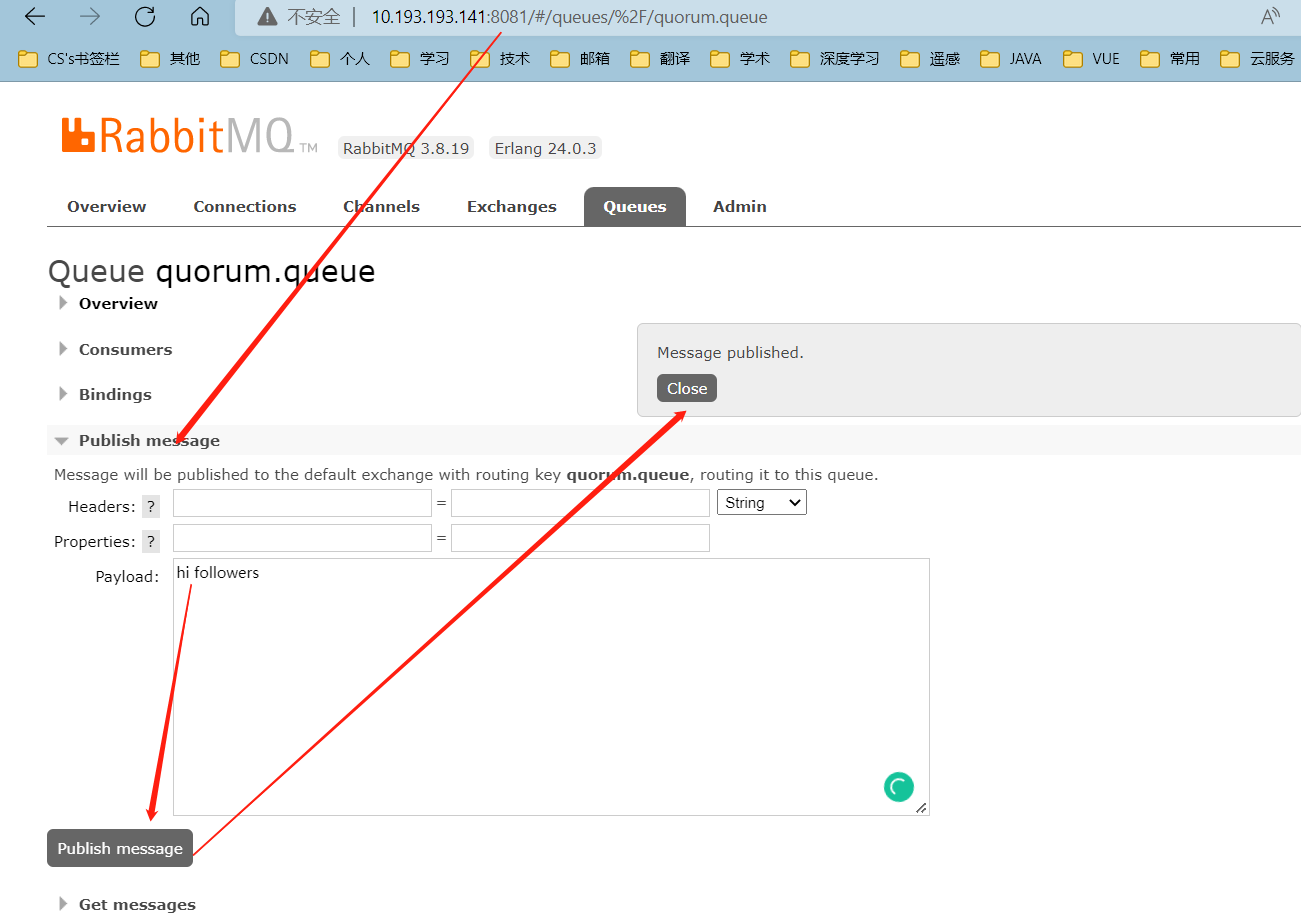 不安全 | 10.193.193.141:8081/#/queues/%2F/quorum.queue A
CS's书签栏 其他 CSDN 个人 学习 技术 邮箱 翻译 学术 深度学习 遥感 JAVA VUE 常用 云服务
RabbitMQ TM RabbitMQ 3.8.19 Erlang 24.0.3
Overview Connections Channels Exchanges Queues Admin
Queue quorum.queue
Overview
Consumers
Message published.
Close
Bindings
Publish message
Message will be published to the default exchange with routing key quorum.queue, routing it to this queue.
Headers: ? = String
Properties: ? =
Payload: hi followers
Publish message
Get messages